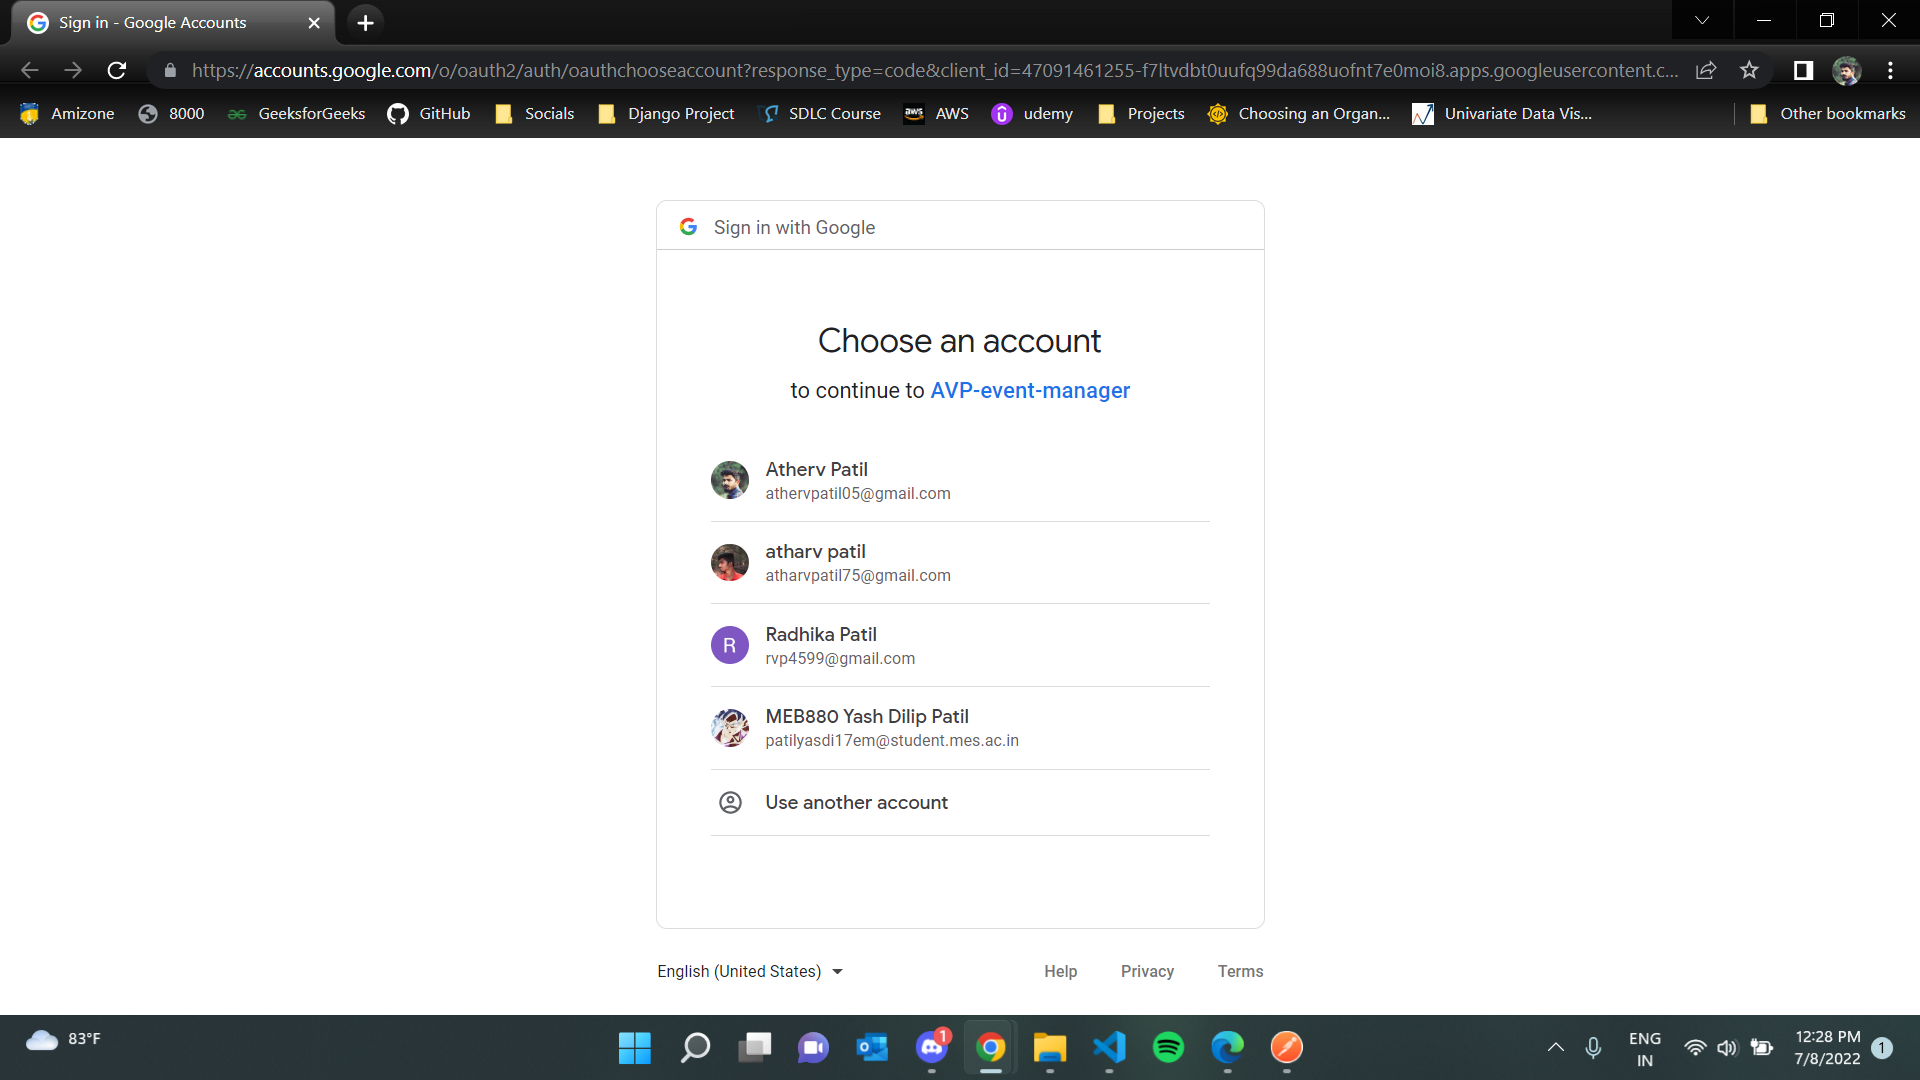 Sign in - Google Accounts
https://accounts.google.com/o/oauth2/auth/oauthchooseaccount?response_type=code&client_id=47091461255-f7ltvdbt0uufq99da688uofnt7e0moi8.apps.googleusercontent.c...
Amizone 8000 GeeksforGeeks GitHub Socials Django Project SDLC Course aws AWS udemy Projects Choosing an Organ... Univariate Data Vis... Other bookmarks
Sign in with Google
Choose an account
to continue to AVP-event-manager
Atherv Patil
athervpatil05@gmail.com
atharv patil
atharvpatil75@gmail.com
R
Radhika Patil
rvp4599@gmail.com
MEB880 Yash Dilip Patil
patilyasdi17em@student.mes.ac.in
Use another account
English (United States) Help Privacy Terms
83°F
1
ENG
IN
12:28 PM
7/8/2022
1